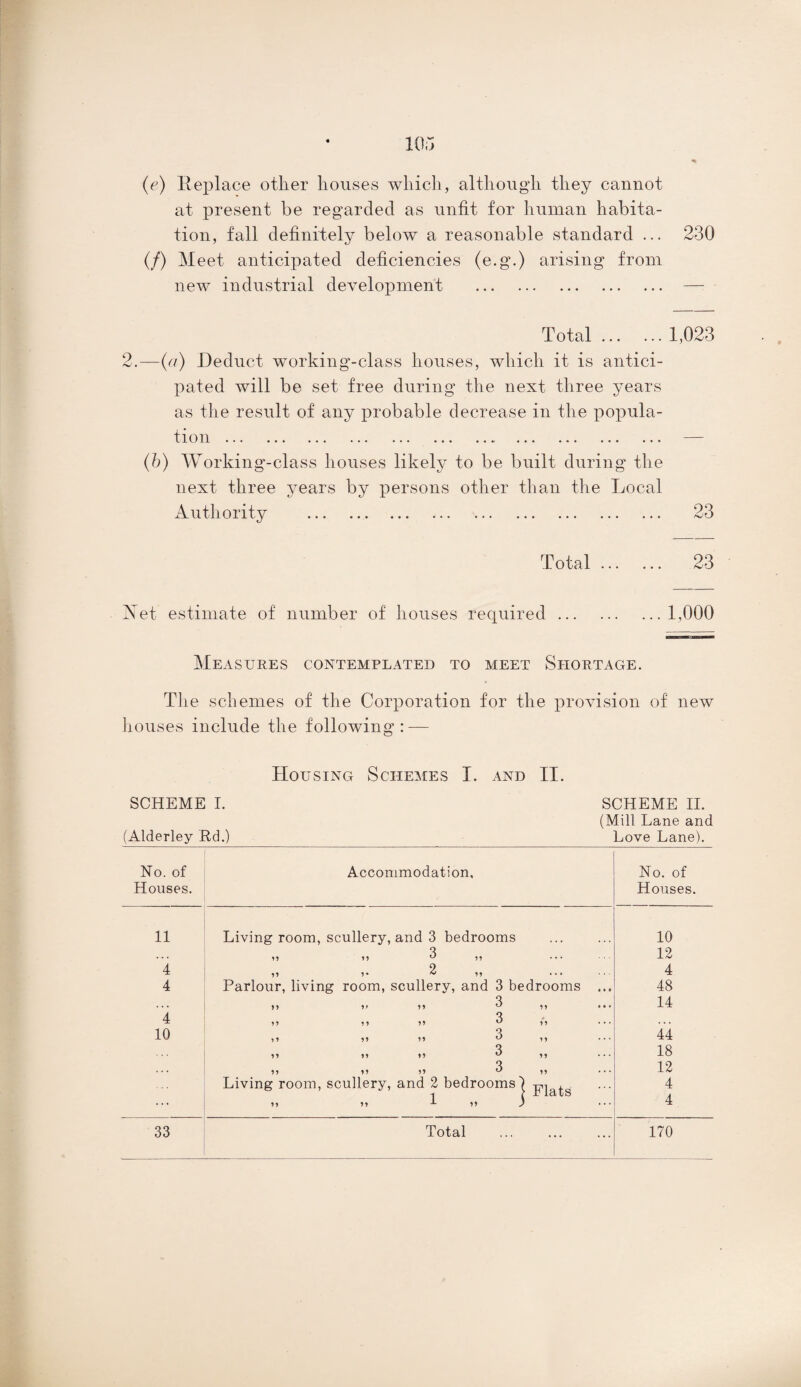 105
(e) Replace other houses which, although they cannot
at present be regarded as unfit for human habita-
tion, fall definitely below a reasonable standard ... 230
(f) Meet anticipated deficiencies (e.g.) arising from
new industrial development ... ... ... ... ... —
Total ... ... 1,023
2.—(a) Deduct working-class houses, which it is antici-
pated will be set free during the next three years
as the result of any probable decrease in the popula-
tion ... ... ... ... ... ... ... ... ... ... ... —
(b) Working-class houses likely to be built during the
next three years by persons other than the Local
Authority ... ... ... ... ... ... ... ... ... 23
Total ... ... 23
Net estimate of number of houses required ... ... ... 1,000
Measures contemplated to meet Shortage.
The schemes of the Corporation for the provision of new
houses include the following :—
Housing Schemes I. and II.
SCHEME I. SCHEME II.
(Mill Lane and
(Alderley Rd.) Love Lane).
No. of Accommodation, No. of
Houses. Houses.
11 Living room, scullery, and 3 bedrooms ... ... 10
... ,, ,, 3 ,, ... ... 12
4 ,, ,, 2 ,, ... ... 4
4 Parlour, living room, scullery, and 3 bedrooms ... 48
... ,, ,, ,, 3 ,, ... 14
4 ,, ,, ,, 3 ,, ... ...
10 ,, ,, ,, 3 ,, ... 44
... ,, ,, ,, 3 ,, ... 18
... ,, ,, ,, 3 ,, ... 12
... Living room, scullery, and 2 bedrooms } Flats ... 4
... ,, ,, 1 ,, } ... 4
33 Total ... ... ... 170